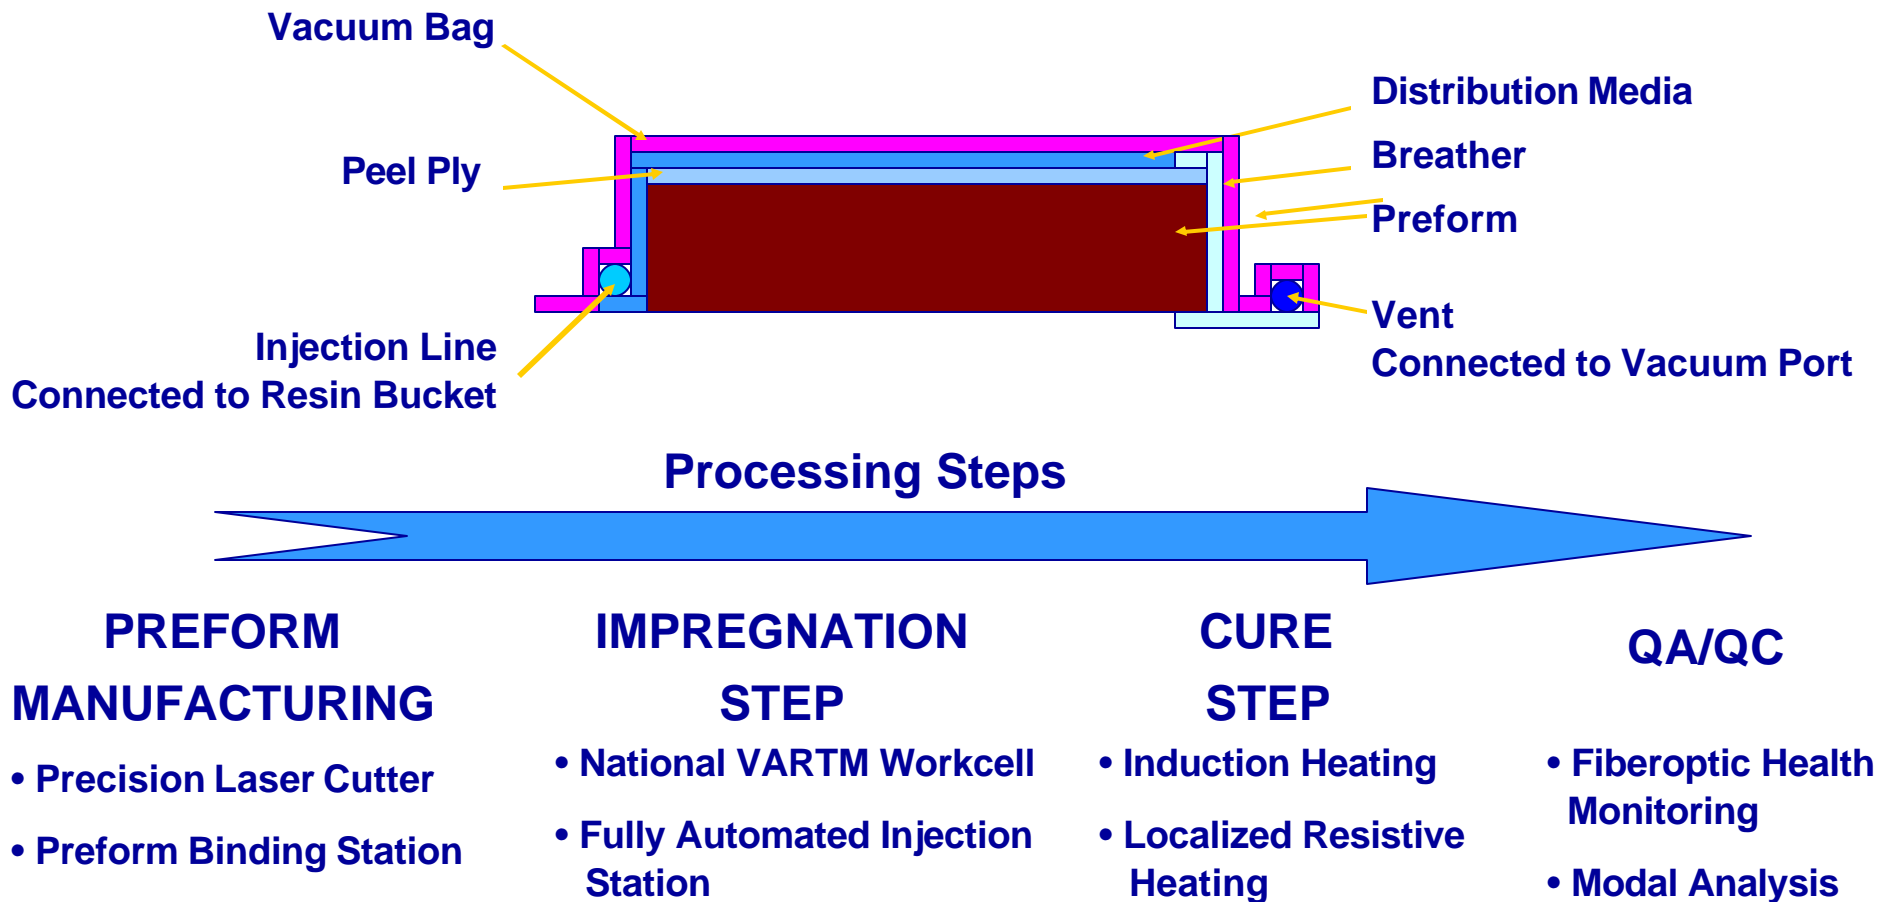 Vacuum Bag
Distribution Media
Peel Ply
Breather
Preform
Injection Line
Connected to Resin Bucket
Vent
Connected to Vacuum Port
Processing Steps
PREFORM
MANUFACTURING
• Precision Laser Cutter
• Preform Binding Station
IMPREGNATION
STEP
• National VARTM Workcell
• Fully Automated Injection
Station
CURE
STEP
• Induction Heating
• Localized Resistive
Heating
QA/QC
• Fiberoptic Health
Monitoring
• Modal Analysis